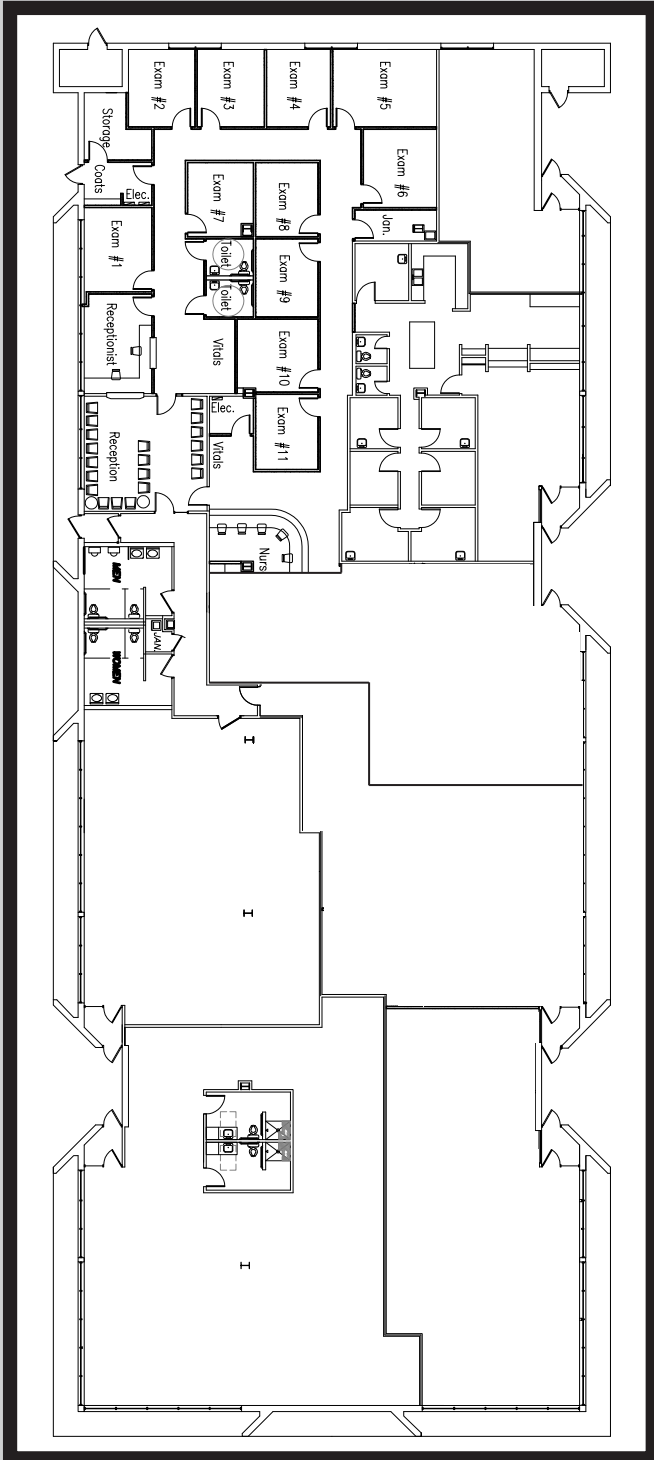 Exam
#2
Exam
#3
Exam
#4
Exam
#5
Storage
Coats
Elec.
Exam
#6
Exam
#7
Exam
#8
Jan.
Exam
#1
Toilet
Toilet
Exam
#9
Receptionist
Vitals
Exam
#10
Elec.
Exam
#11
Reception
Vitals
Nurs
MEN
JAN.
WOMEN